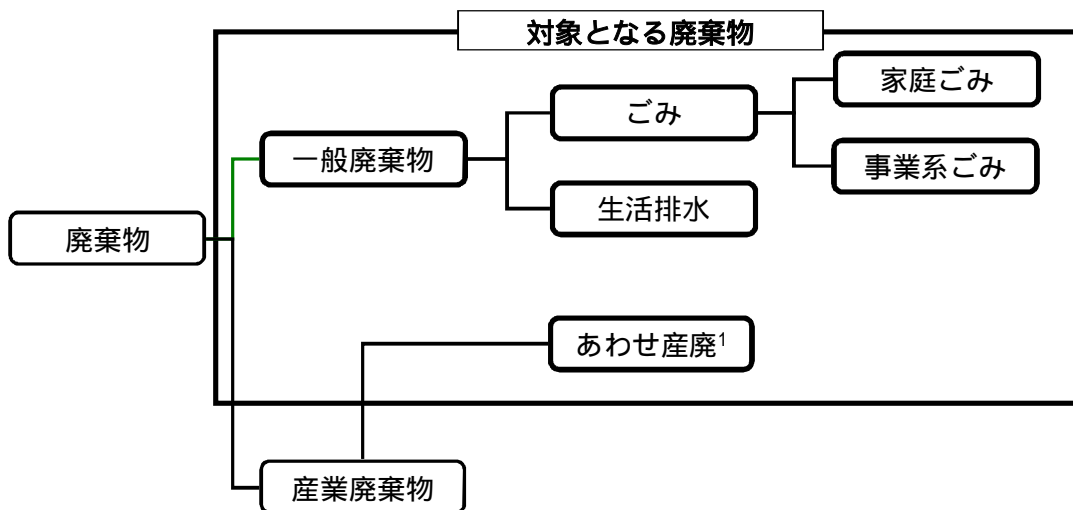 対象となる廃棄物
家庭ごみ
ごみ
一般廃棄物
事業系ごみ
生活排水
廃棄物
あわせ産廃1
産業廃棄物